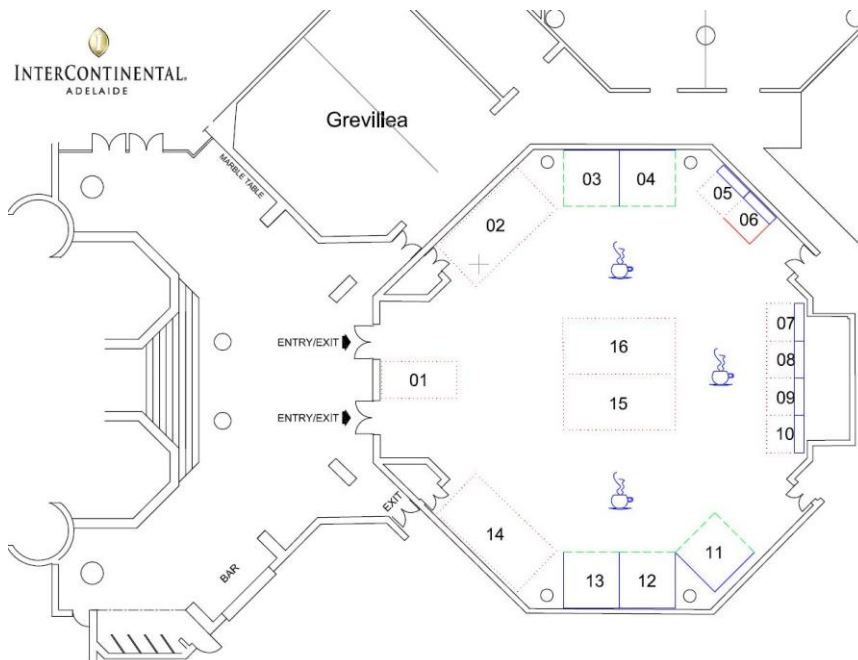 INTERCONTINENTAL.
ADELAIDE
Grevillea
MARBLE TABLE
03
04
05
06
02
07
ENTRY/EXIT
16
08
01
15
09
ENTRY/EXIT
10
EXIT
14
11
13
12
BAR